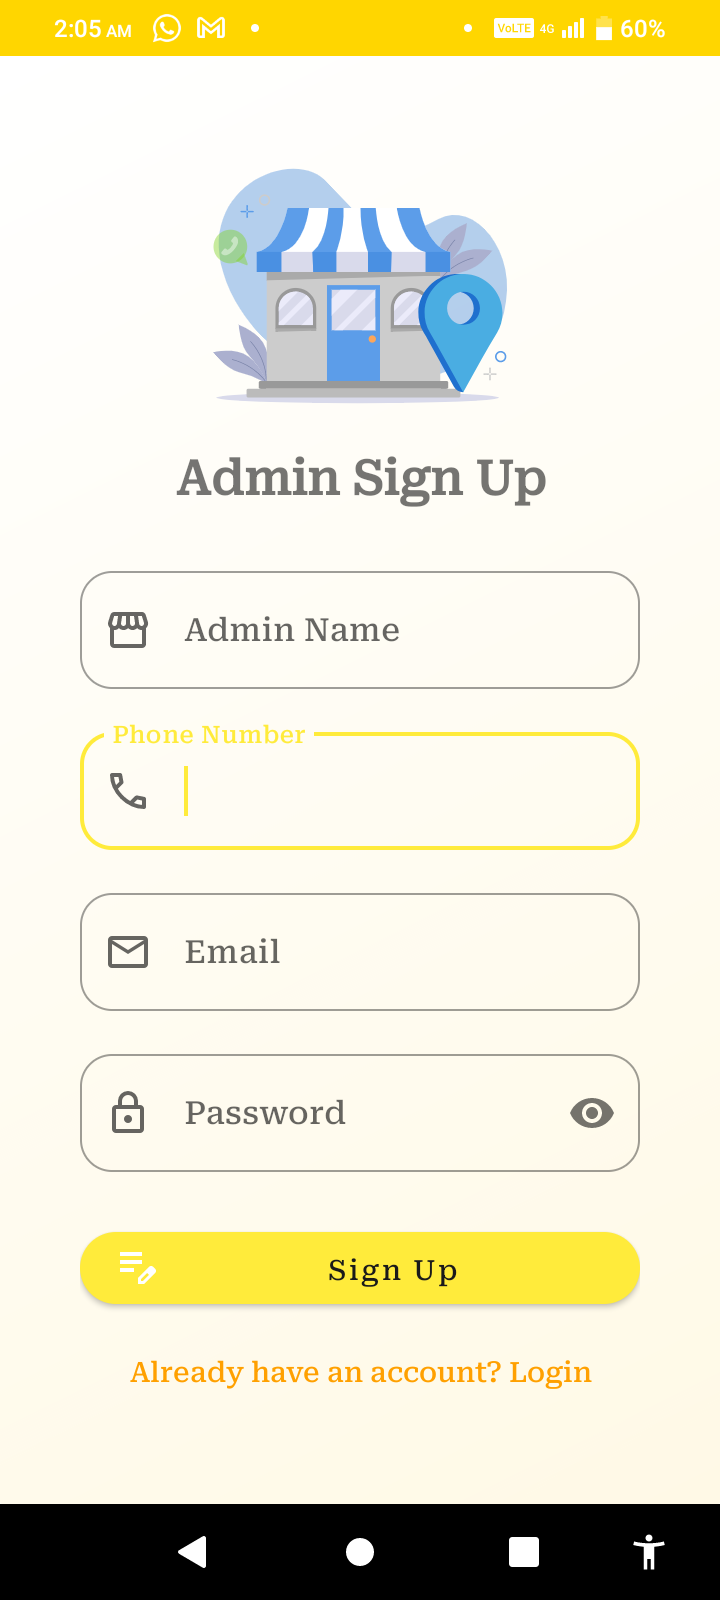 2:05 AM VoLTE 4G 60%
Admin Sign Up
Admin Name
Phone Number
Email
Password
Sign Up
Already have an account? Login